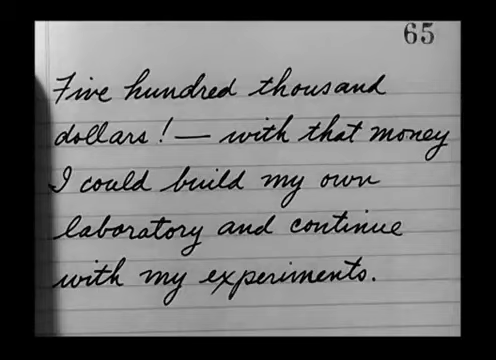 65
Five hundred thousand
dollars! — with that money
I could build my own
laboratory and continue
with my experiments.